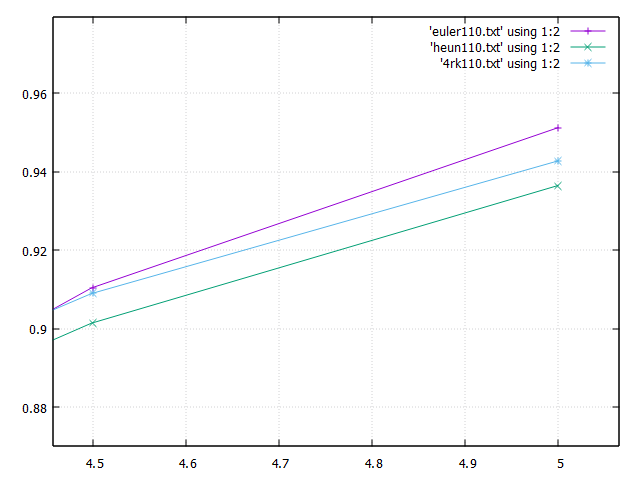 'euler110.txt' using 1:2
'heun110.txt' using 1:2
'4rk110.txt' using 1:2
0.96
0.94
0.92
0.9
0.88
4.5 4.6 4.7 4.8 4.9 5